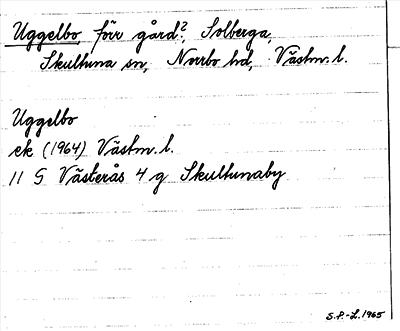 Uggelbo förr gård?, Solberga,
Skultuna sn, Norrbo hd, Västm. l.
Uggelbo
ek (1964) Västm. l.
11 G Västerås 4 g Skultunaby
S.P.-L. 1965